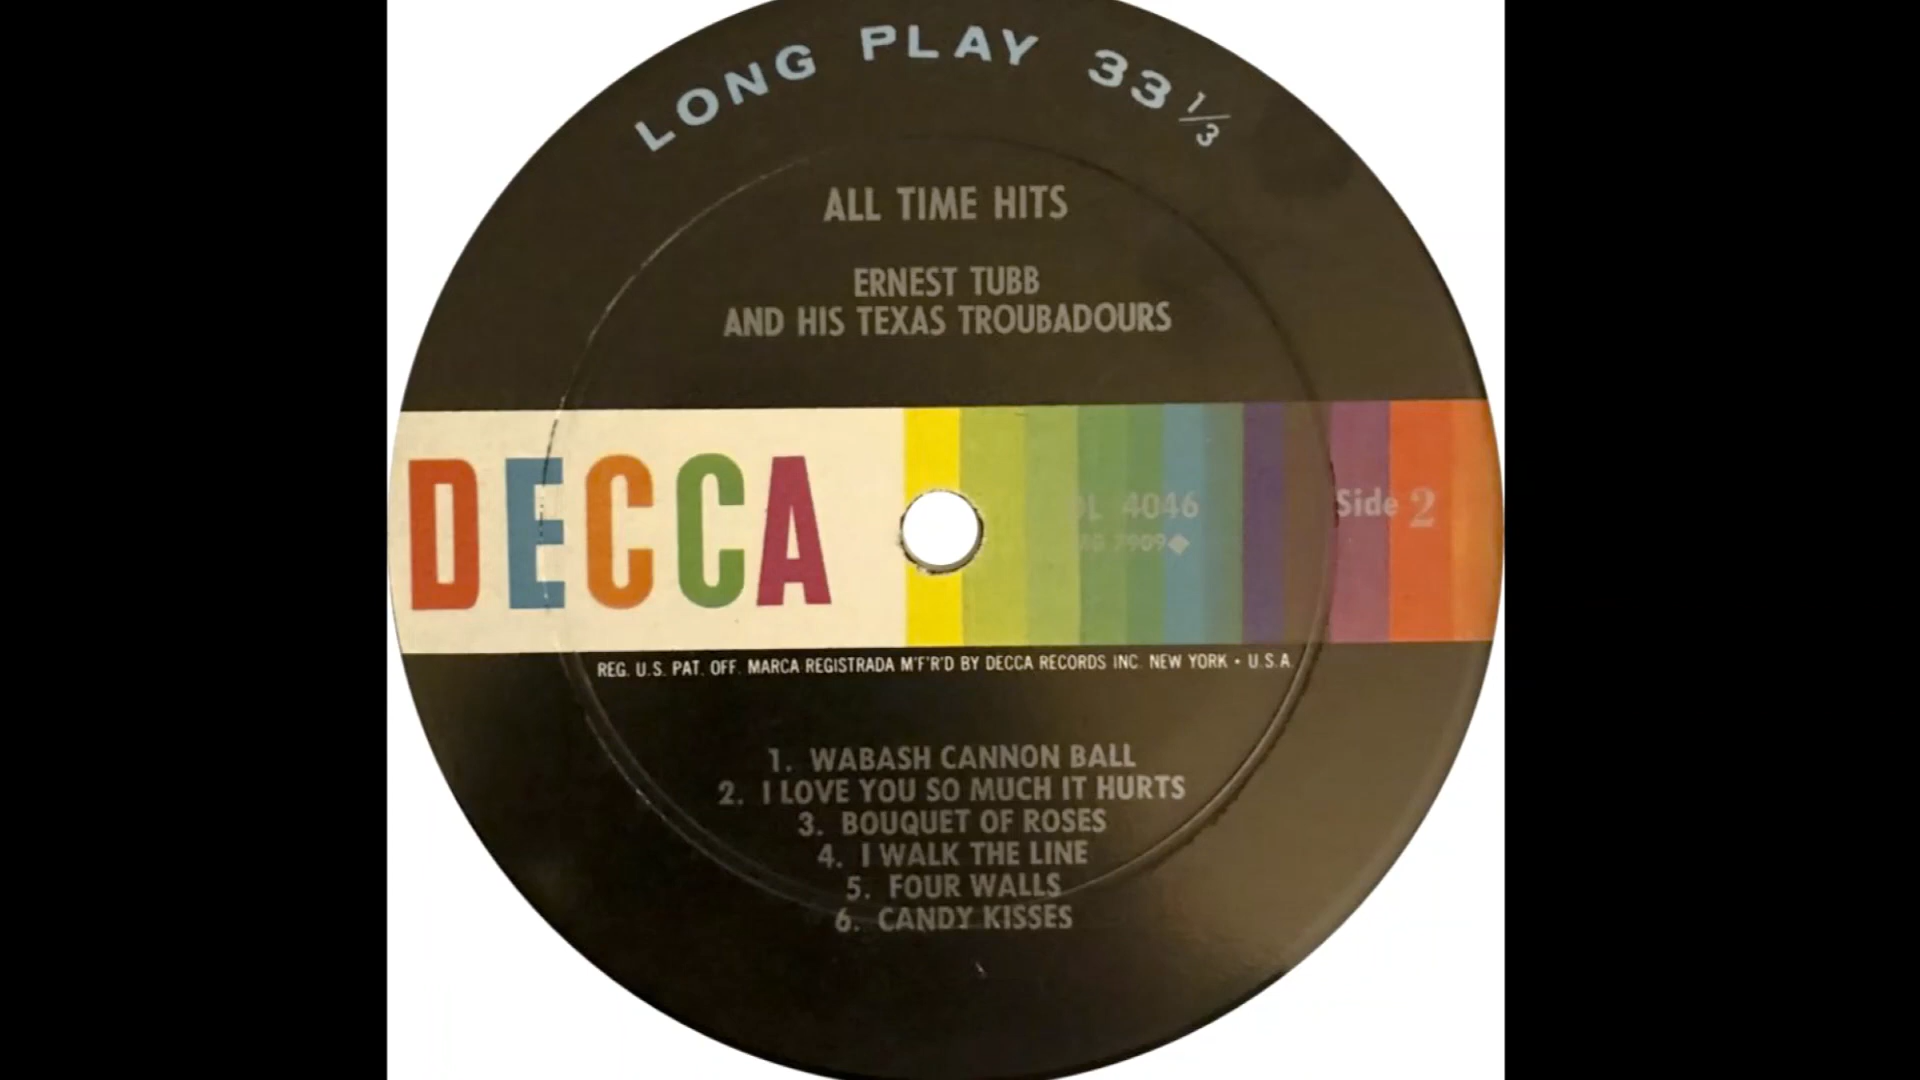 LONG PLAY 33 1/3
ALL TIME HITS
ERNEST TUBB
AND HIS TEXAS TROUBADOURS
DECCA
4046
Side 2
REG. U.S. PAT. OFF. MARCA REGISTRADA M'F'R'D BY DECCA RECORDS INC. NEW YORK • U.S.A.
1. WABASH CANNON BALL
2. I LOVE YOU SO MUCH IT HURTS
3. BOUQUET OF ROSES
4. I WALK THE LINE
5. FOUR WALLS
6. CANDY KISSES